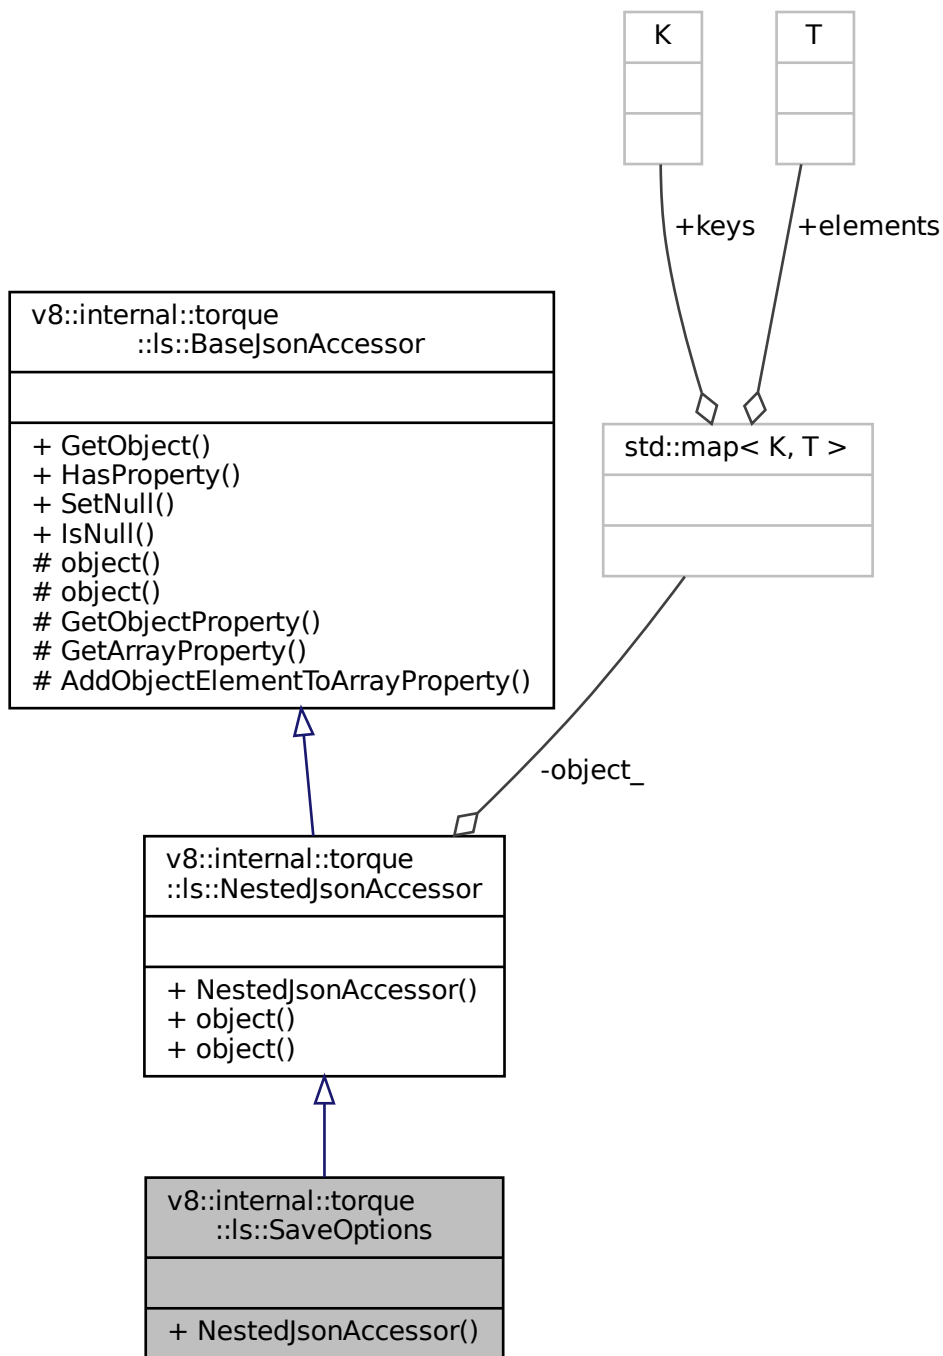 K
T
+keys
+elements
v8::internal::torque
::ls::BaseJsonAccessor
+ GetObject()
+ HasProperty()
+ SetNull()
+ IsNull()
# object()
# object()
# GetObjectProperty()
# GetArrayProperty()
# AddObjectElementToArrayProperty()
std::map< K, T >
-object_
v8::internal::torque
::ls::NestedJsonAccessor
+ NestedJsonAccessor()
+ object()
+ object()
v8::internal::torque
::ls::SaveOptions
+ NestedJsonAccessor()